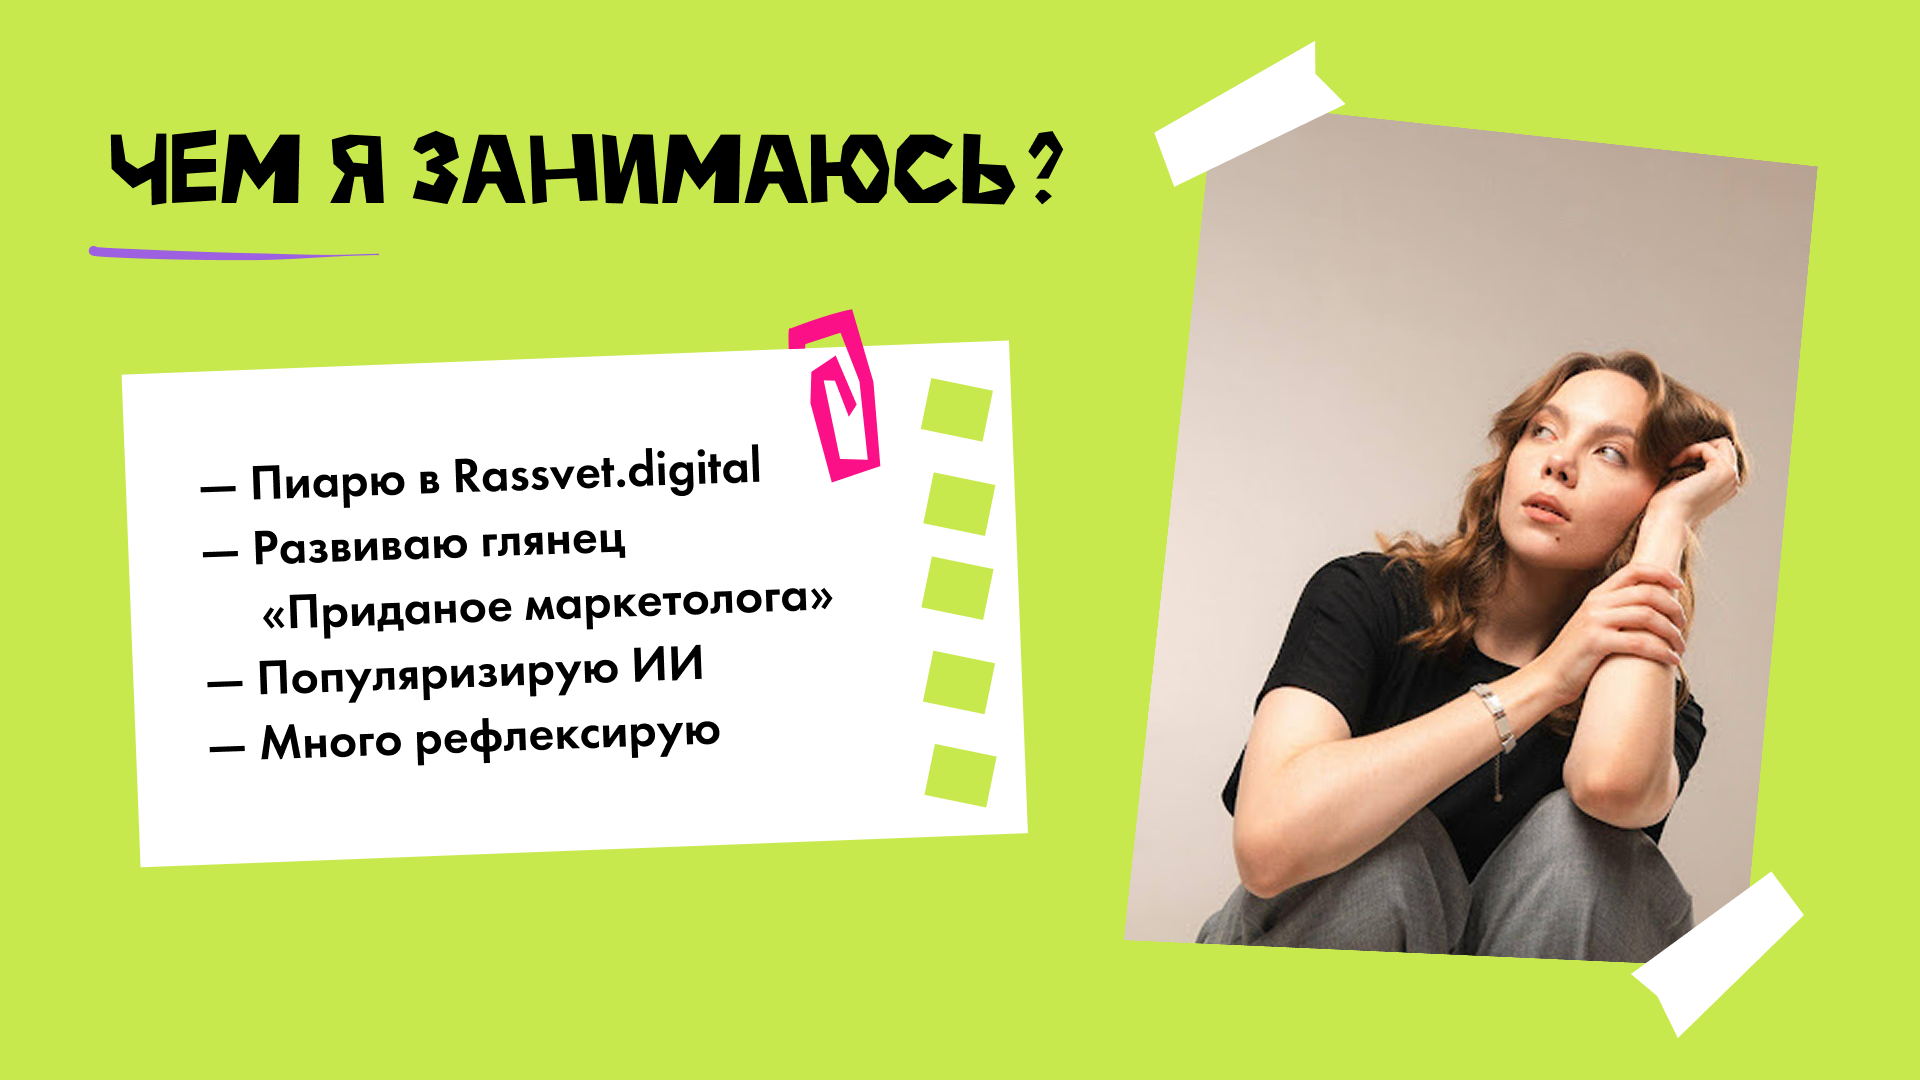 ЧЕМ Я ЗАНИМАЮСЬ?
— Пиарю в Rassvet.digital
— Развиваю глянец
«Приданое маркетолога»
— Популяризирую ИИ
— Много рефлексирую